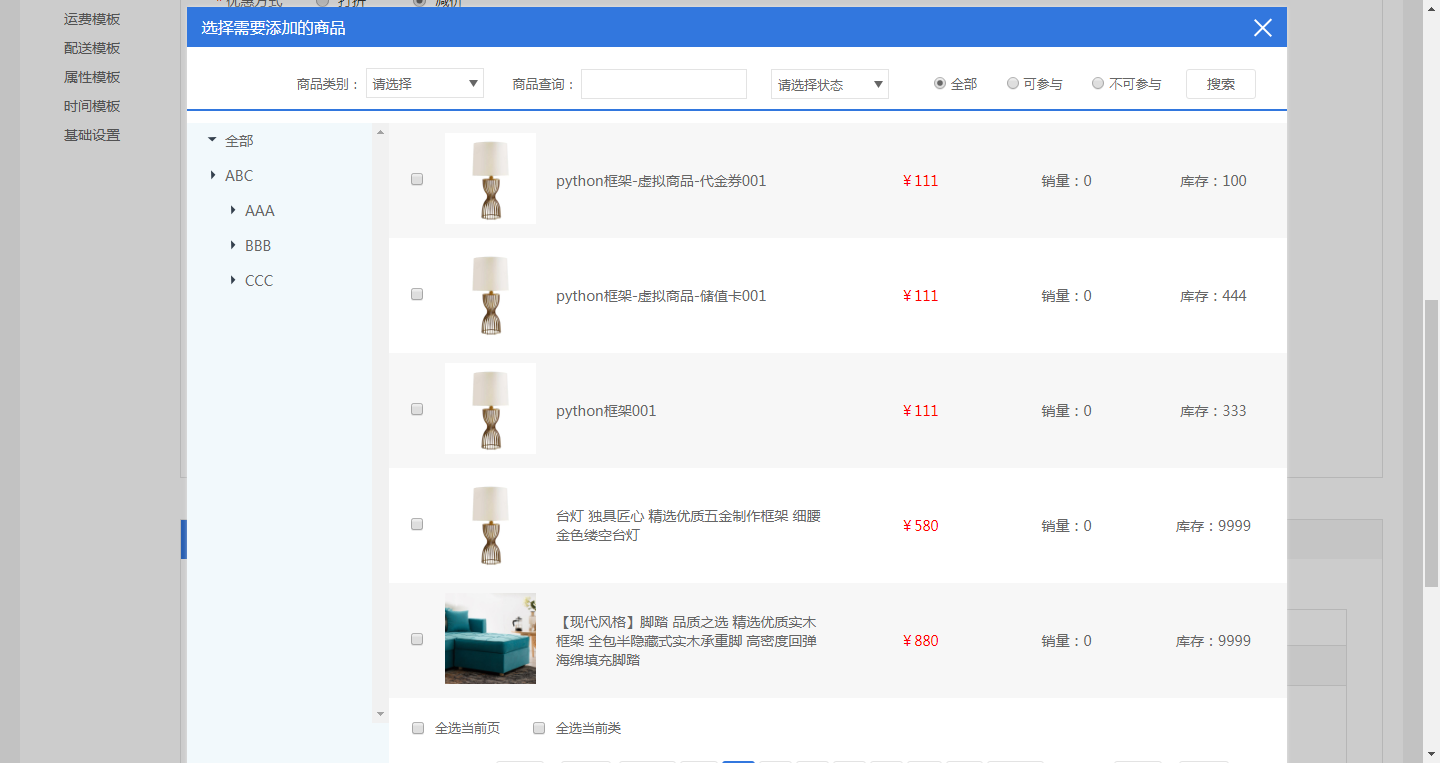 * 优惠方式 打折 减价
运费模板
配送模板
属性模板
时间模板
基础设置
选择需要添加的商品
商品类别： 请选择 商品查询： 请选择状态 全部 可参与 不可参与 搜索
全部
ABC
AAA
BBB
CCC
python框架-虚拟商品-代金券001 ¥111 销量：0 库存：100
python框架-虚拟商品-储值卡001 ¥111 销量：0 库存：444
python框架001 ¥111 销量：0 库存：333
台灯 独具匠心 精选优质五金制作框架 细腰
金色缕空台灯
¥580 销量：0 库存：9999
【现代风格】脚踏 品质之选 精选优质实木
框架 全包半隐藏式实木承重脚 高密度回弹
海绵填充脚踏
¥880 销量：0 库存：9999
全选当前页 全选当前类